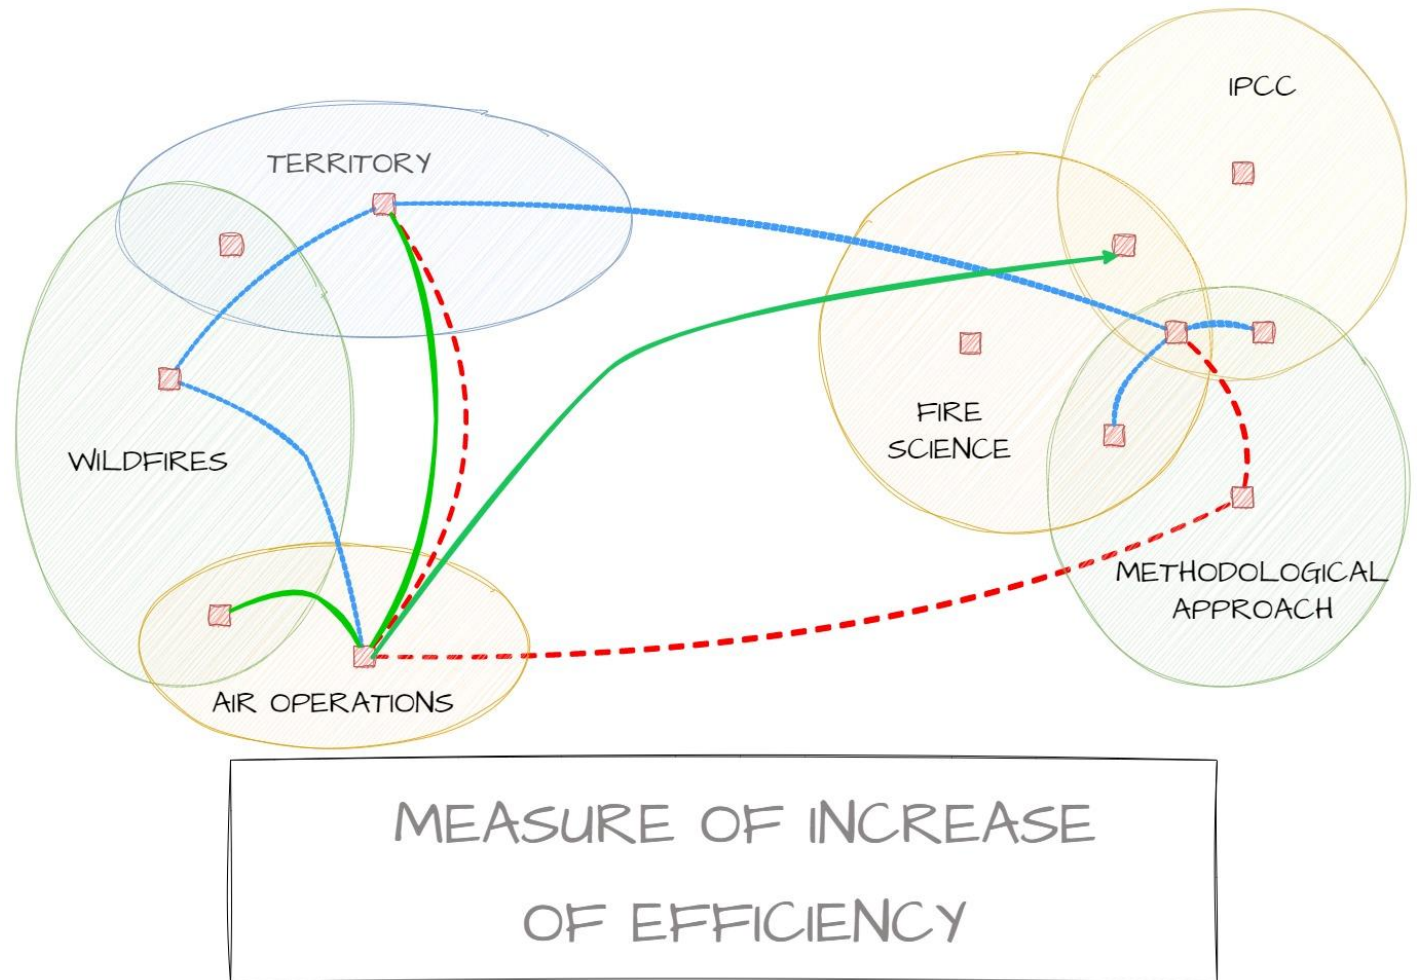 IPCC
TERRITORY
FIRE
SCIENCE
WILDFIRES
METHODOLOGICAL
APPROACH
AIR OPERATIONS
MEASURE OF INCREASE
OF EFFICIENCY